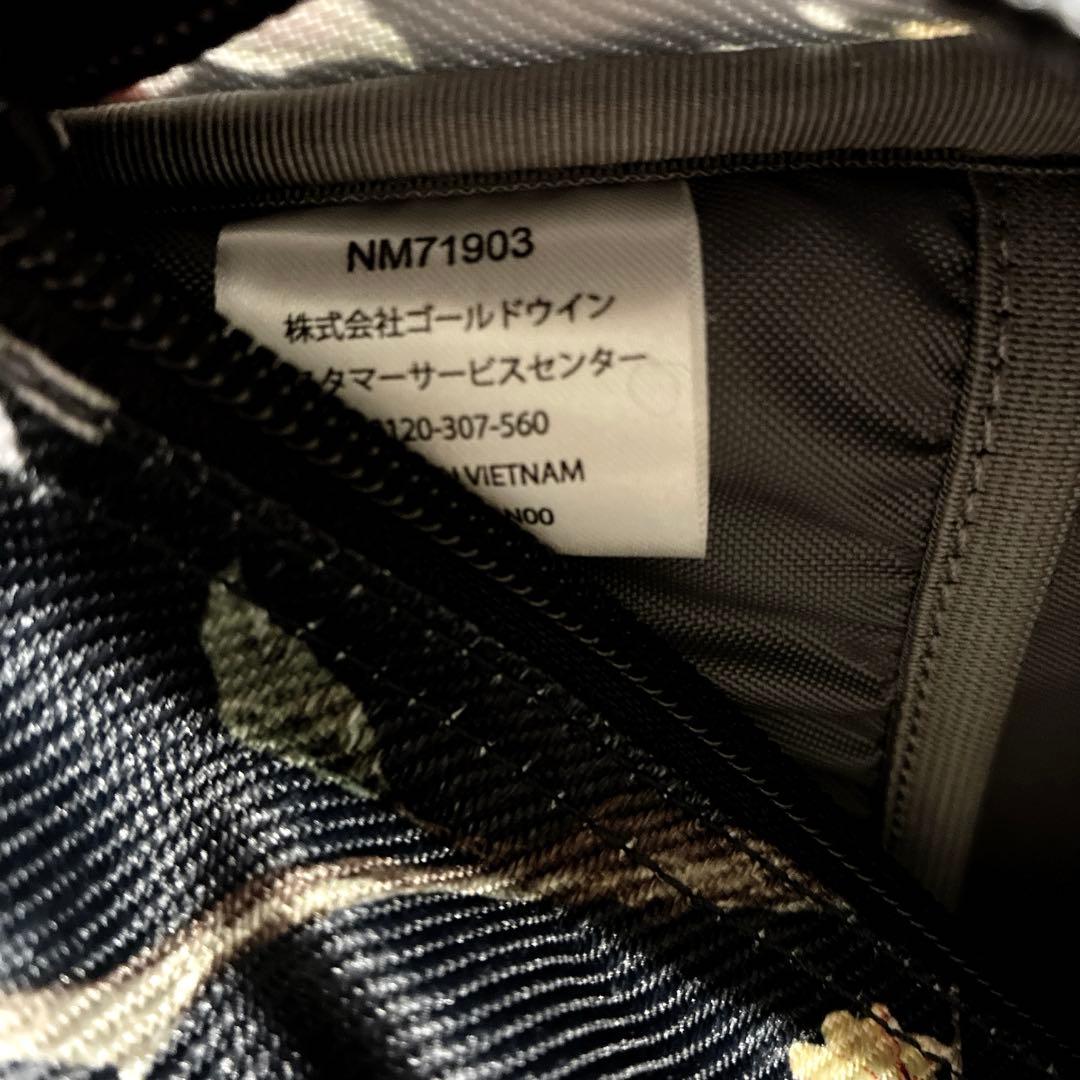 NM71903
株式会社ゴールドウイン
タマーサービスセンター
120-307-560
VIETNAM
N00